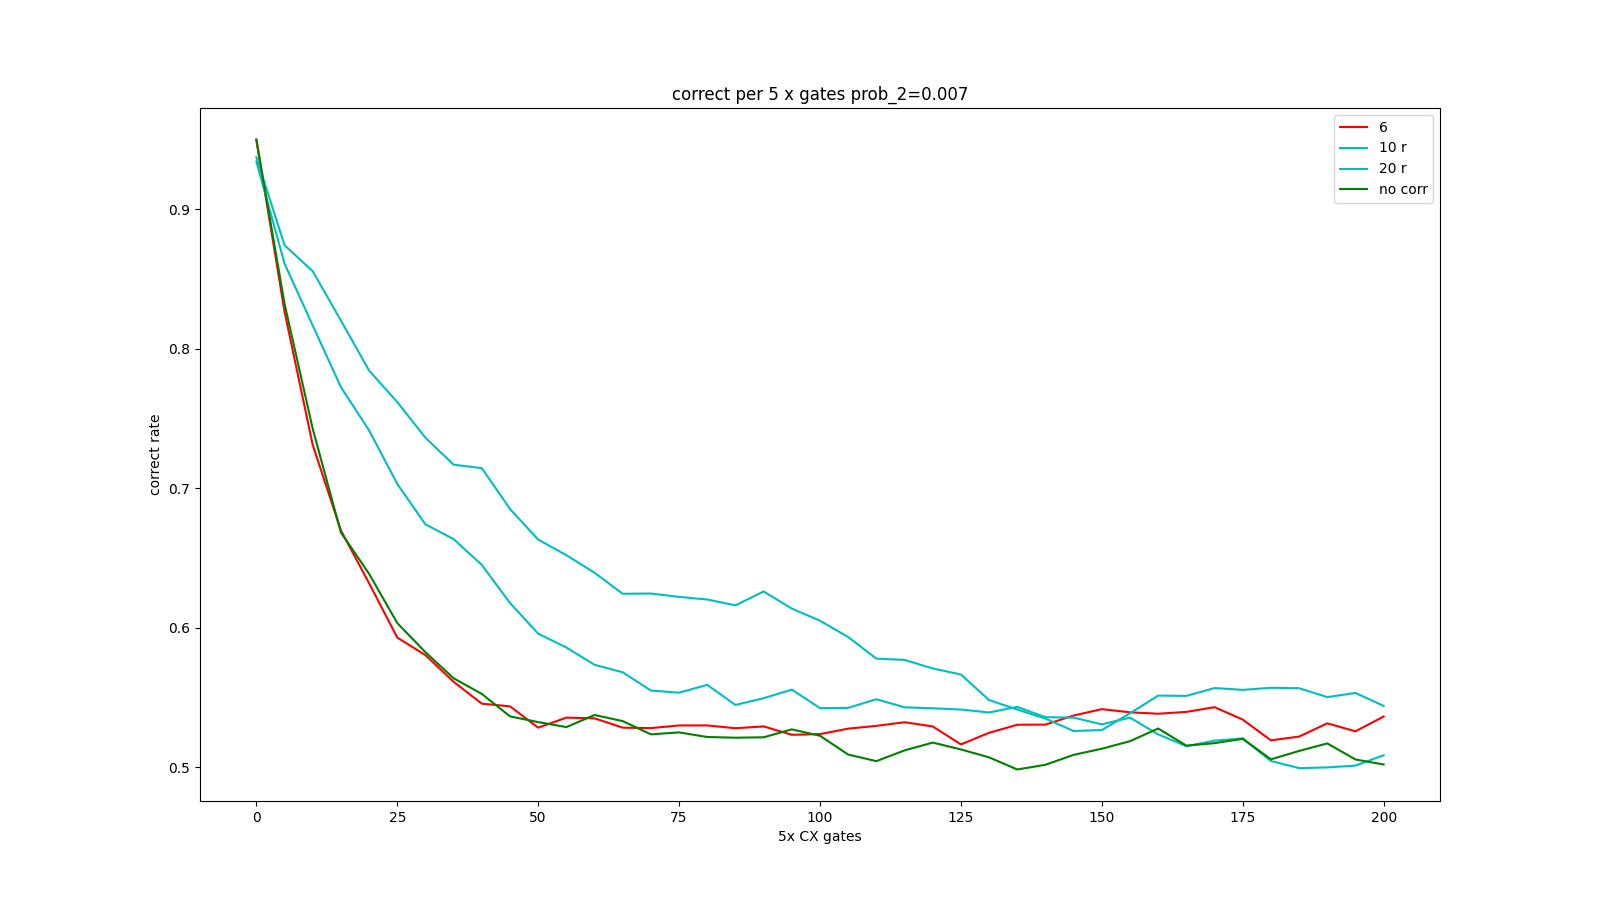 correct per 5 x gates prob_2=0.007
6
10 r
20 r
no corr
0.9
0.8
0.7
0.6
0.5
correct rate
0 25 50 75 100 125 150 175 200
5x CX gates